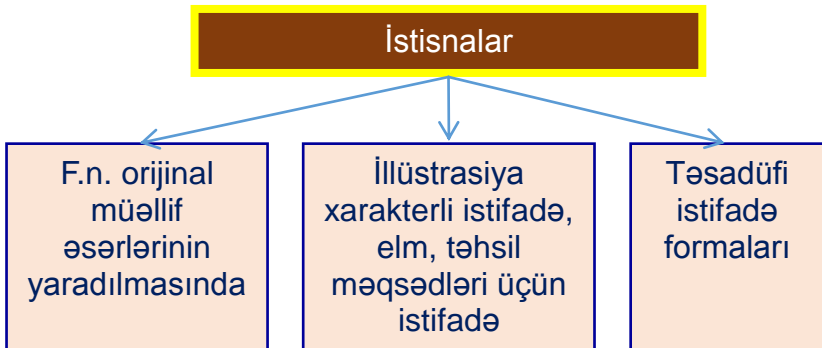 İstisnalar
F.n. orijinal
müəllif
əsərlərinin
yaradılmasında
İllüstrasiya
xarakterli istifadə,
elm, təhsil
məqsədləri üçün
istifadə
Təsadüfi
istifadə
formaları